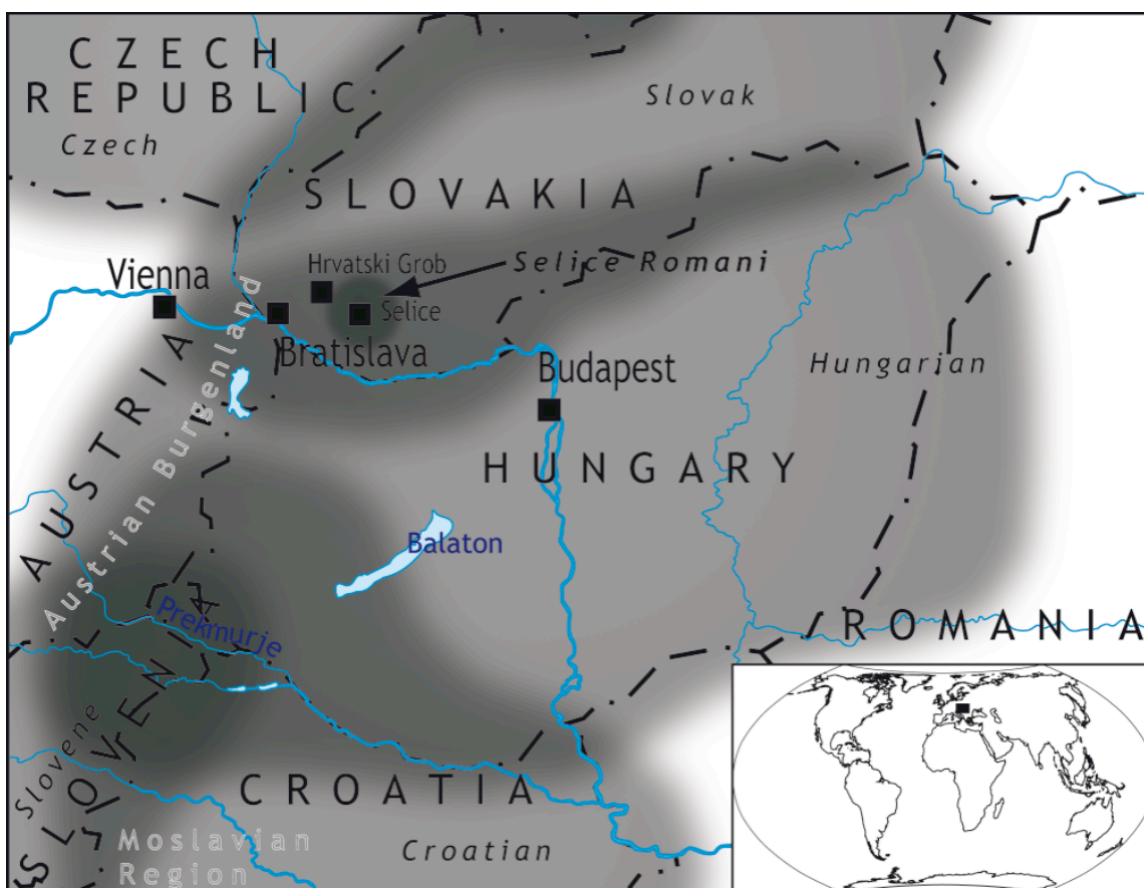 CZECH
REPUBLIC
Czech
Slovak
SLOVAKIA
Hrvatski Grob
Selice Romani
Vienna
Selice
Bratislava
Budapest
Hungarian
AUSTRIA
Austrian Burgenland
HUNGARY
Balaton
Prekmurje
ROMANIA
SLOVENIA
Slovene
CROATIA
Moslavian
Region
Croatian